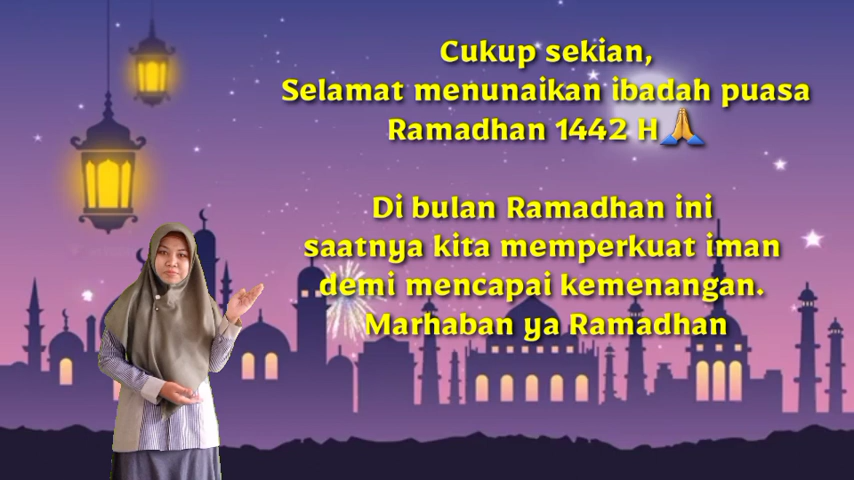 Cukup sekian,
Selamat menunaikan ibadah puasa
Ramadhan 1442 H🙏
Di bulan Ramadhan ini
saatnya kita memperkuat iman
demi mencapai kemenangan.
Marhaban ya Ramadhan